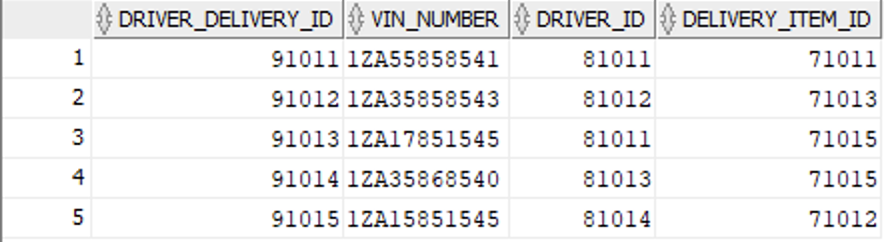 DRIVER_DELIVERY_ID VIN_NUMBER DRIVER_ID DELIVERY_ITEM_ID
1 91011 1ZA55858541 81011 71011
2 91012 1ZA35858543 81012 71013
3 91013 1ZA17851545 81011 71015
4 91014 1ZA35868540 81013 71015
5 91015 1ZA15851545 81014 71012